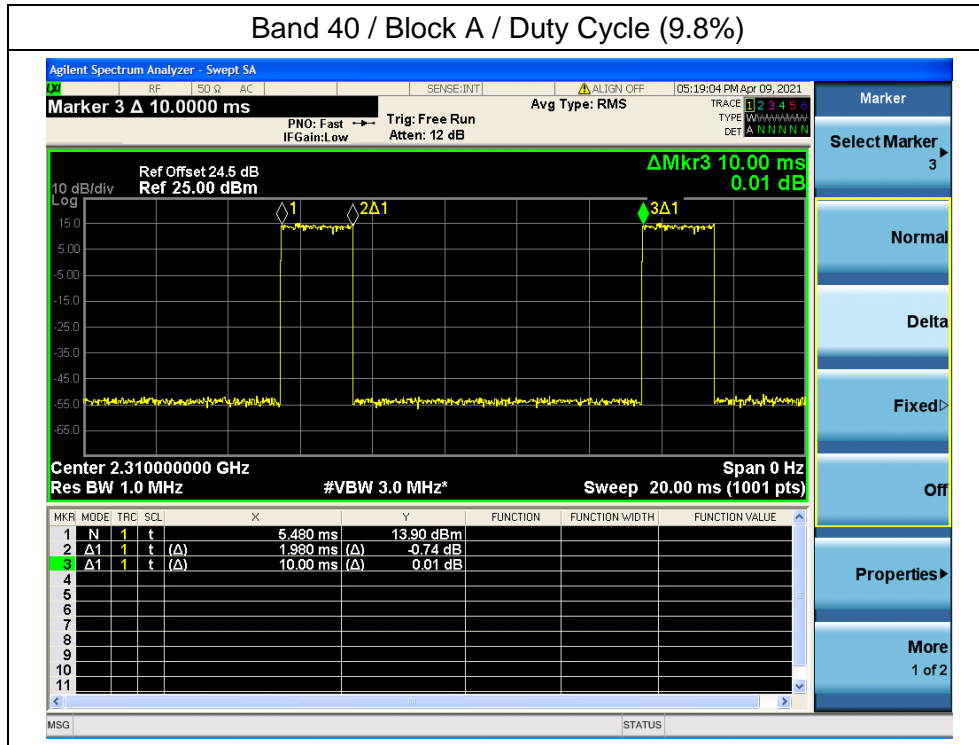 Band 40 / Block A / Duty Cycle (9.8%)
Agilent Spectrum Analyzer - Swept SA
RF 50 Ω AC SENSE:INT ALIGN OFF 05:19:04 PM Apr 09, 2021
Marker 3 Δ 10.0000 ms
PNO: Fast
IFGain:Low
Trig: Free Run
Atten: 12 dB
Avg Type: RMS
TRACE 1 2 3 4 5 6
TYPE
DET A N N N N N
Ref Offset 24.5 dB
10 dB/div Ref 25.00 dBm
Log
ΔMkr3 10.00 ms
0.01 dB
1
2Δ1
3Δ1
15.0
5.00
-5.00
-15.0
-25.0
-35.0
-45.0
-55.0
-65.0
Center 2.310000000 GHz Span 0 Hz
Res BW 1.0 MHz #VBW 3.0 MHz* Sweep 20.00 ms (1001 pts)
MKR MODE TRC SCL X Y FUNCTION FUNCTION WIDTH FUNCTION VALUE
1 N 1 t 5.480 ms 13.90 dBm
2 Δ1 1 t (Δ) 1.980 ms (Δ) -0.74 dB
3 Δ1 1 t (Δ) 10.00 ms (Δ) 0.01 dB
4
5
6
7
8
9
10
11
MSG STATUS
Marker
Select Marker
3
Normal
Delta
Fixed
Off
Properties
More
1 of 2